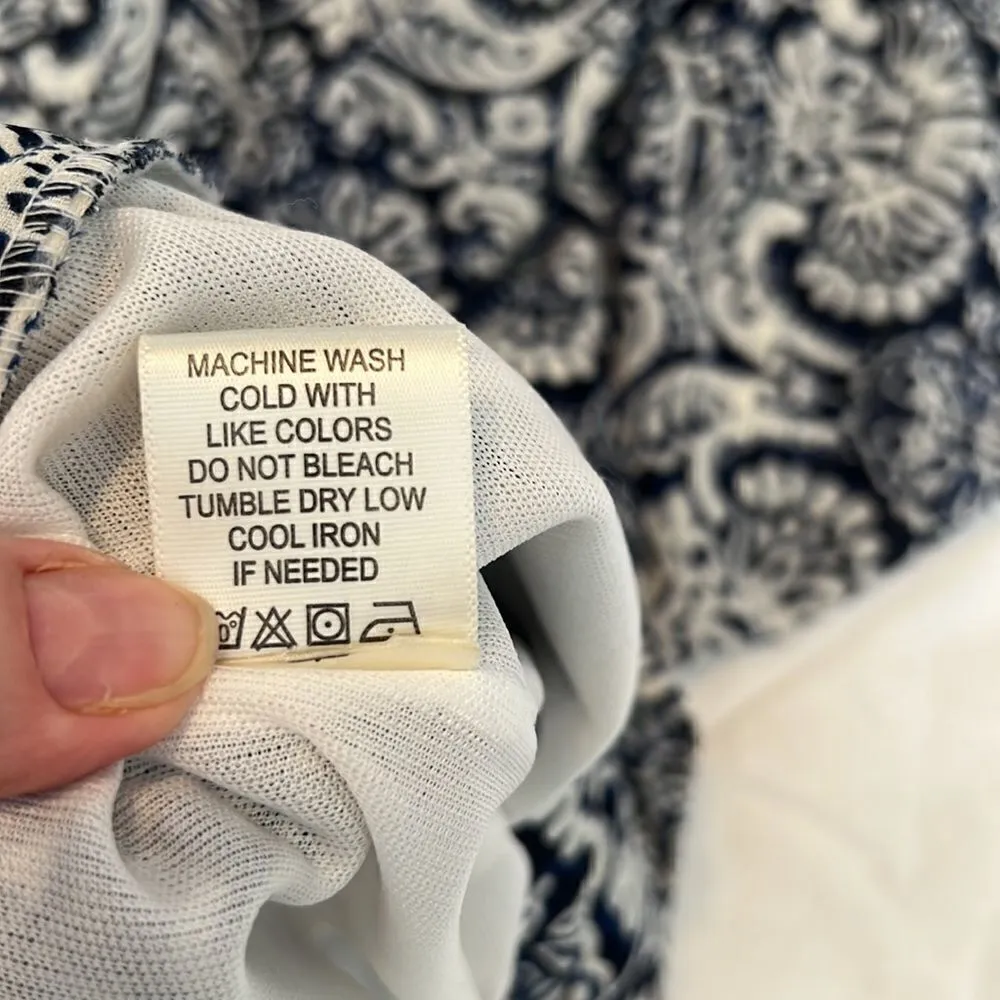 MACHINE WASH
COLD WITH
LIKE COLORS
DO NOT BLEACH
TUMBLE DRY LOW
COOL IRON
IF NEEDED